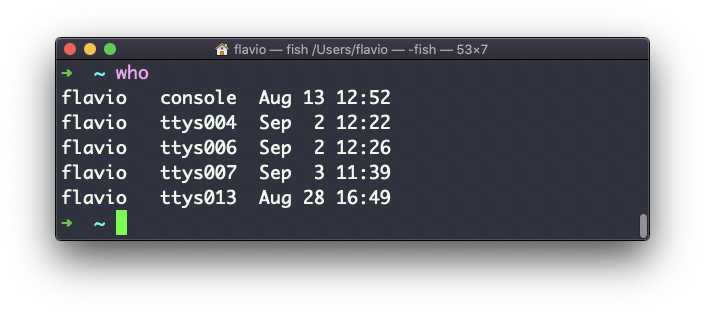 flavio — fish /Users/flavio — -fish — 53×7
➜  ~ who
flavio   console  Aug 13 12:52
flavio   ttys004  Sep  2 12:22
flavio   ttys006  Sep  2 12:26
flavio   ttys007  Sep  3 11:39
flavio   ttys013  Aug 28 16:49
➜  ~